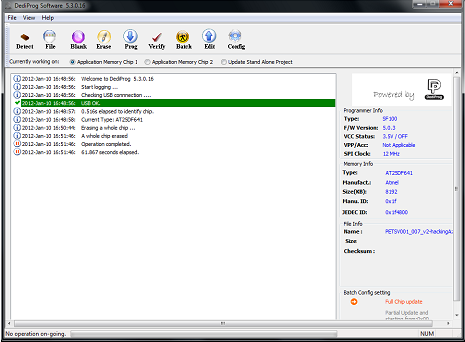 DediProg Software 5.3.0.16
File View Help
Detect File Blank Erase Prog Verify Batch Edit Config
Currently working on: Application Memory Chip 1 Application Memory Chip 2 Update Stand Alone Project
2012-Jan-10 16:48:56: Welcome to DediProg 5.3.0.16
2012-Jan-10 16:48:56: Start logging ...
2012-Jan-10 16:48:56: Checking USB connnection ....
2012-Jan-10 16:48:56: USB OK.
2012-Jan-10 16:48:57: 0.516s elapsed to identify chip.
2012-Jan-10 16:48:58: Current Type: AT25DF641
2012-Jan-10 16:50:44: Erasing a whole chip ...
2012-Jan-10 16:51:46: A whole chip erased
2012-Jan-10 16:51:46: Operation completed.
2012-Jan-10 16:51:46: 61.867 seconds elapsed.
Powered by
DediProg
Programmer Info
Type: SF100
F/W Version: 5.0.3
VCC Status: 3.5V / OFF
VPP/Acc: Not Applicable
SPI Clock: 12 MHz
Memory Info
Type: AT25DF641
Manufact.: Atmel
Size(KB): 8192
Manu. ID: 0x1f
JEDEC ID: 0x1f4800
File Info
Name : PETSV001_007_v2-hackingA
Size
Checksum :
Batch Config setting
Full Chip update
Partial Update and
starting from 0x00
No operation on-going.
NUM